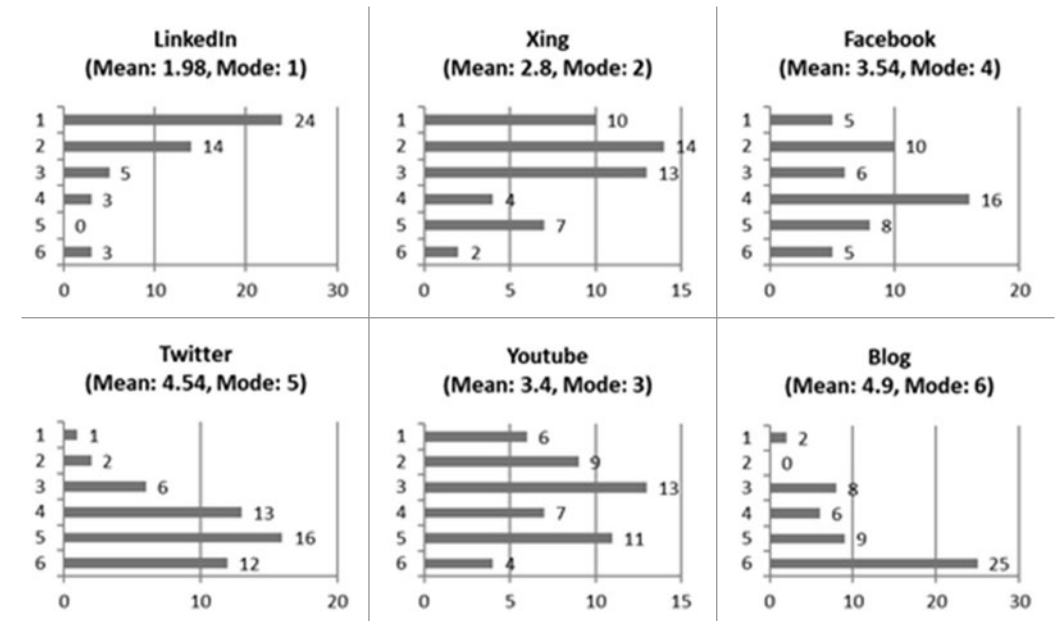 LinkedIn
(Mean: 1.98, Mode: 1)
1 24
2 14
3 5
4 3
5 0
6 3
0 10 20 30
Xing
(Mean: 2.8, Mode: 2)
1 10
2 14
3 13
4 4
5 7
6 2
0 5 10 15
Facebook
(Mean: 3.54, Mode: 4)
1 5
2 10
3 6
4 16
5 8
6 5
0 10 20
Twitter
(Mean: 4.54, Mode: 5)
1 1
2 2
3 6
4 13
5 16
6 12
0 10 20
Youtube
(Mean: 3.4, Mode: 3)
1 6
2 9
3 13
4 7
5 11
6 4
0 5 10 15
Blog
(Mean: 4.9, Mode: 6)
1 2
2 0
3 8
4 6
5 9
6 25
0 10 20 30